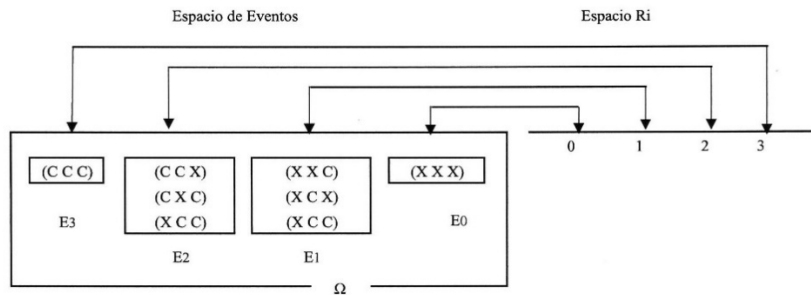 Espacio de Eventos Espacio Ri
0 1 2 3
(C C C) (C C X) (X X C) (X X X)
(C X C) (X C X)
(X C C) (X C C)
E3 E0
E2 E1
Ω